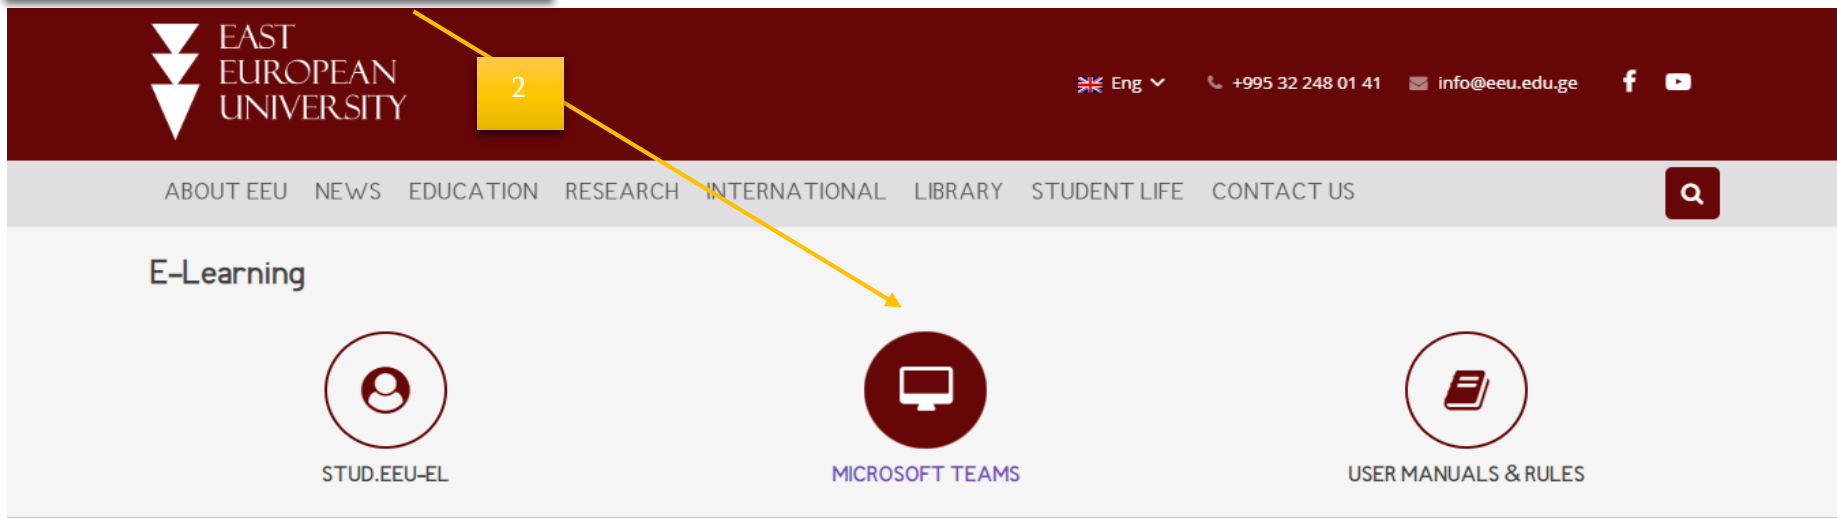 EAST
EUROPEAN
UNIVERSITY
2
Eng
+995 32 248 01 41
info@eeu.edu.ge
ABOUT EEU NEWS EDUCATION RESEARCH INTERNATIONAL LIBRARY STUDENT LIFE CONTACT US
E-Learning
STUD.EEU-EL
MICROSOFT TEAMS
USER MANUALS & RULES